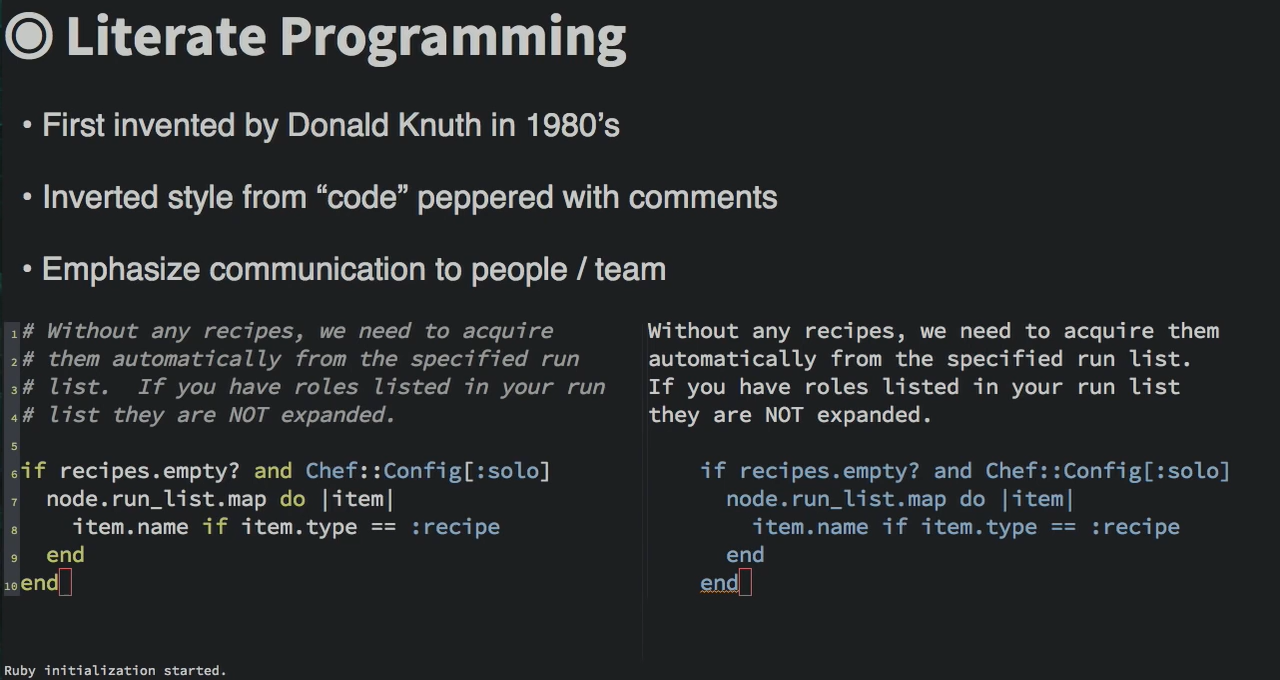 Literate Programming
• First invented by Donald Knuth in 1980’s
• Inverted style from “code” peppered with comments
• Emphasize communication to people / team
1 # Without any recipes, we need to acquire
2 # them automatically from the specified run
3 # list.  If you have roles listed in your run
4 # list they are NOT expanded.
5
6 if recipes.empty? and Chef::Config[:solo]
7   node.run_list.map do |item|
8     item.name if item.type == :recipe
9   end
10 end
Without any recipes, we need to acquire them
automatically from the specified run list.
If you have roles listed in your run list
they are NOT expanded.
    if recipes.empty? and Chef::Config[:solo]
      node.run_list.map do |item|
        item.name if item.type == :recipe
      end
    end
Ruby initialization started.